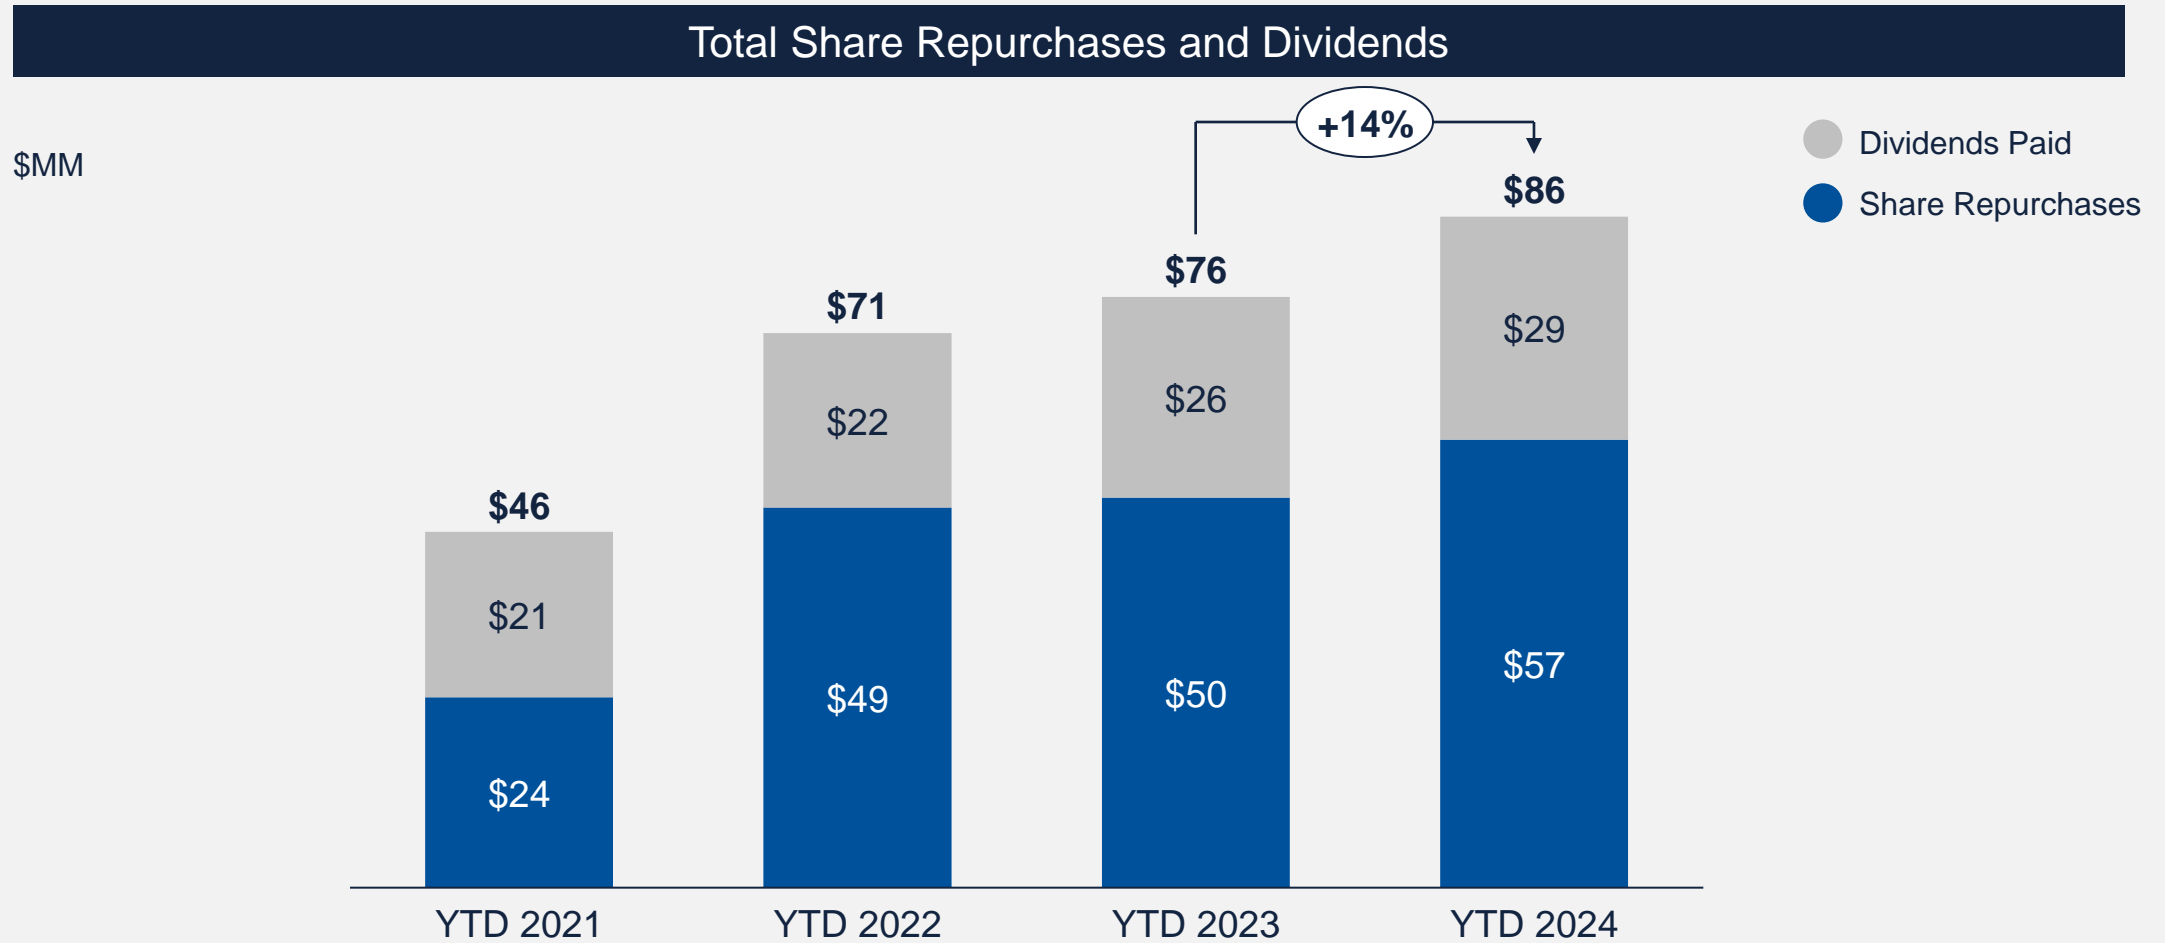 Total Share Repurchases and Dividends
$MM
+14%
Dividends Paid
Share Repurchases
$46
$71
$76
$86
$21
$22
$26
$29
$24
$49
$50
$57
YTD 2021
YTD 2022
YTD 2023
YTD 2024